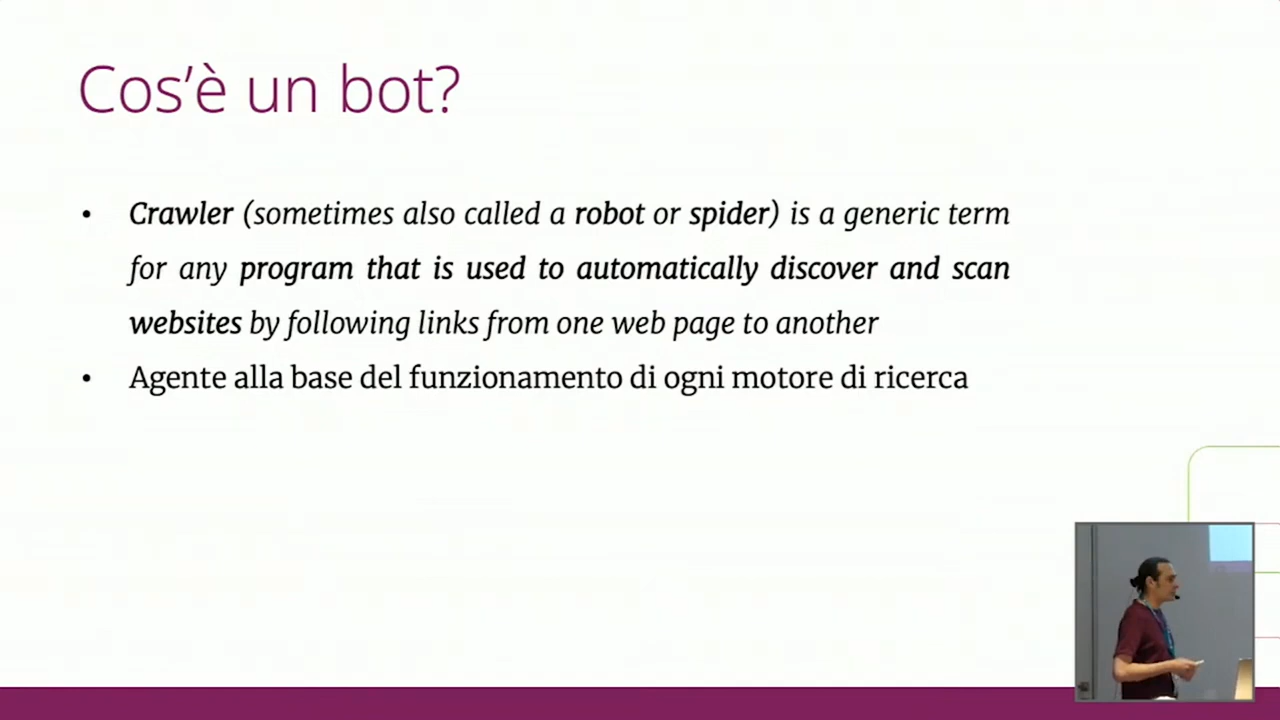 Cos'è un bot?
• Crawler (sometimes also called a robot or spider) is a generic term
for any program that is used to automatically discover and scan
websites by following links from one web page to another
• Agente alla base del funzionamento di ogni motore di ricerca